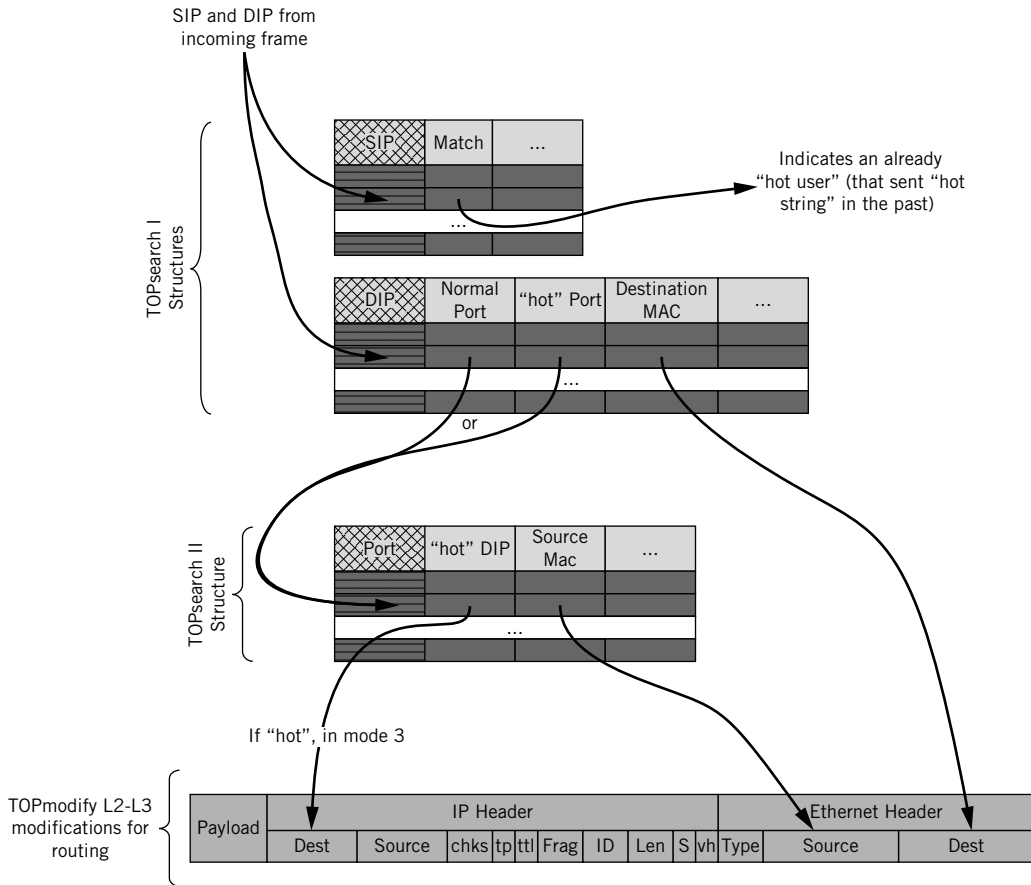 SIP and DIP from
incoming frame
SIP
Match
...
Indicates an already
“hot user” (that sent “hot
string” in the past)
...
TOPsearch I
Structures
DIP
Normal
Port
“hot” Port
Destination
MAC
...
...
or
TOPsearch II
Structure
Port
“hot” DIP
Source
Mac
...
...
If “hot”, in mode 3
TOPmodify L2-L3
modifications for
routing
Payload
IP Header
Ethernet Header
Dest
Source
chks
tp
ttl
Frag
ID
Len
S
vh
Type
Source
Dest